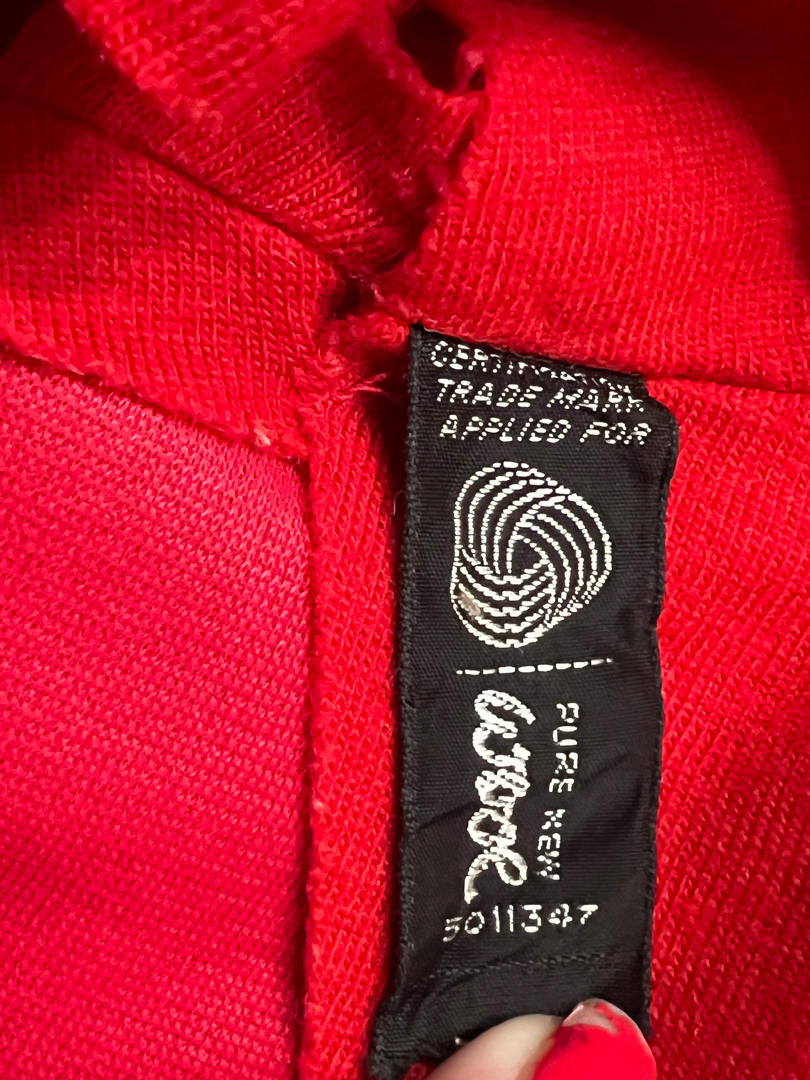 CERTIFICATION
TRADE MARK
APPLIED FOR
PURE NEW
wool
5011347